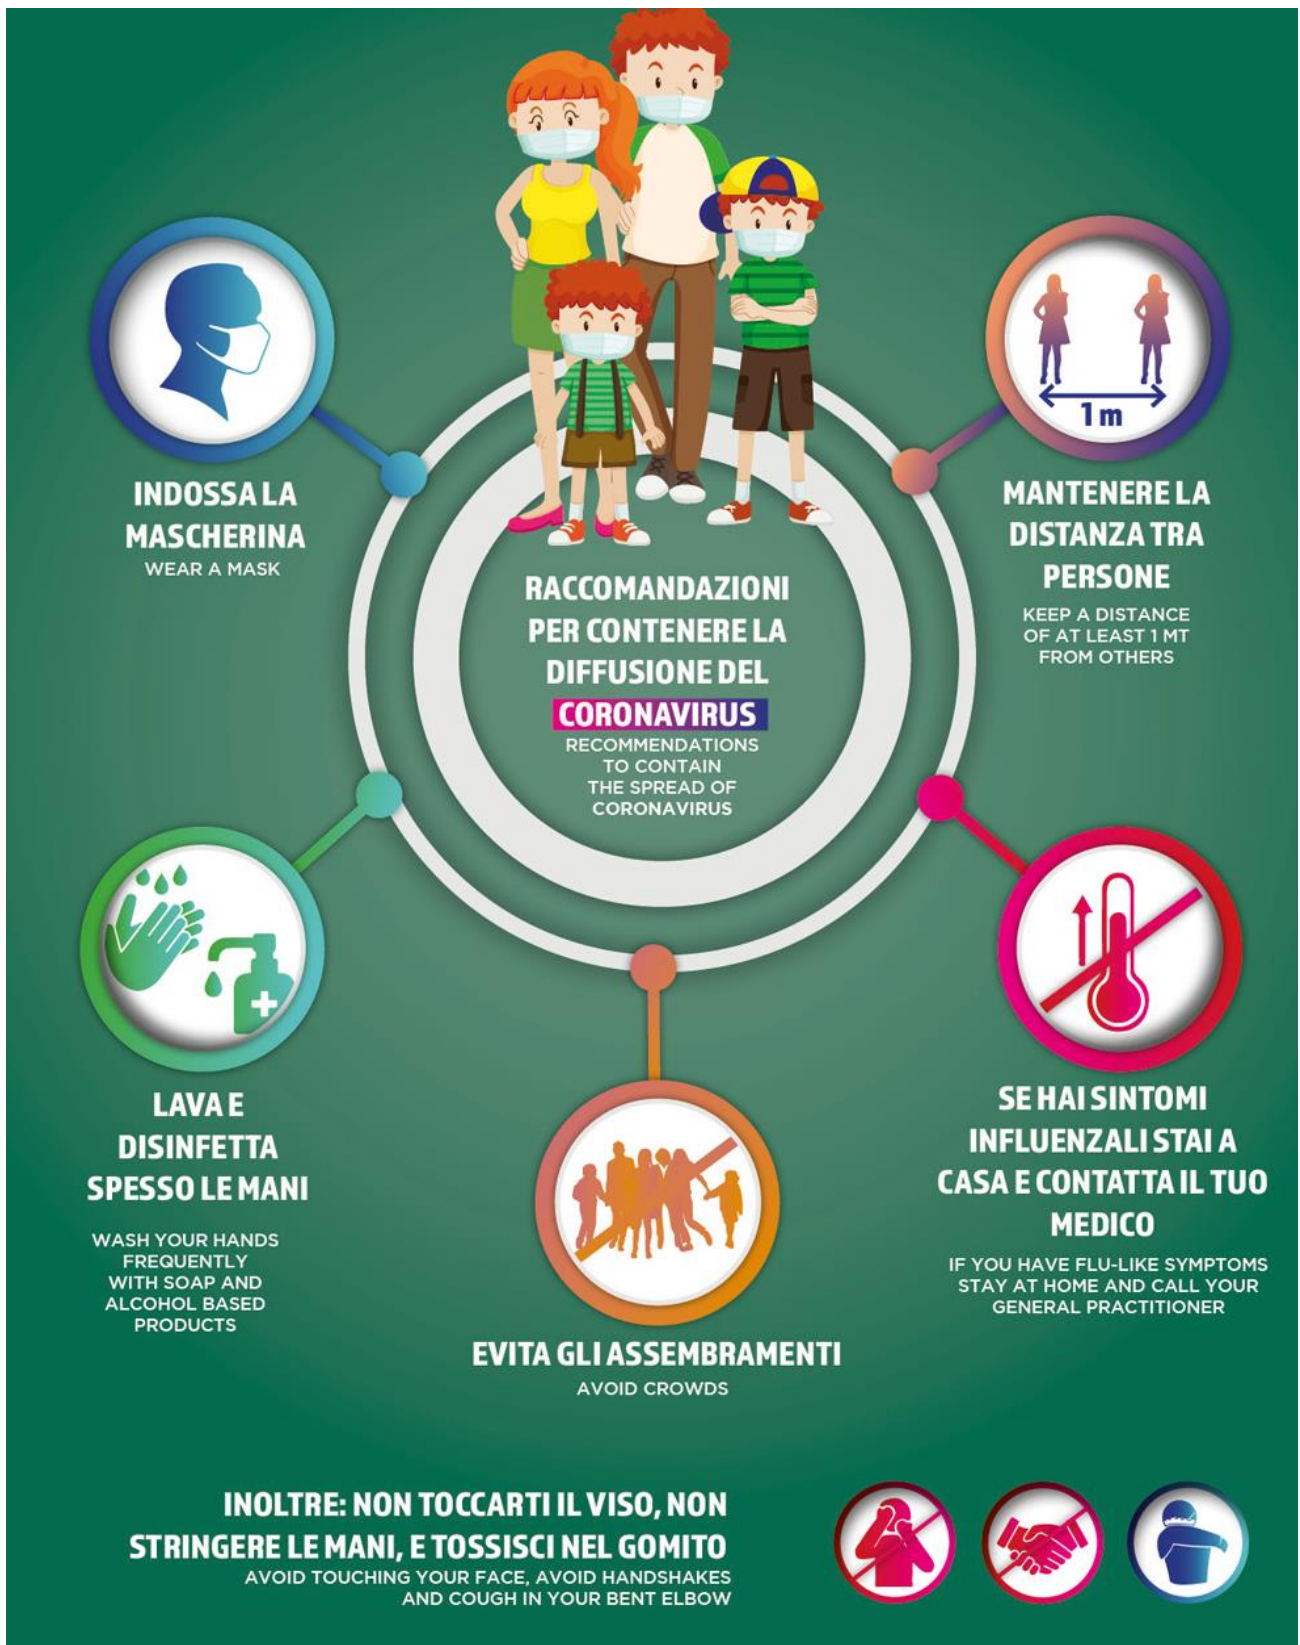 1 m
INDOSSA LA
MASCHERINA
WEAR A MASK
MANTENERE LA
DISTANZA TRA
PERSONE
KEEP A DISTANCE
OF AT LEAST 1 MT
FROM OTHERS
RACCOMANDAZIONI
PER CONTENERE LA
DIFFUSIONE DEL
CORONAVIRUS
RECOMMENDATIONS
TO CONTAIN
THE SPREAD OF
CORONAVIRUS
LAVA E
DISINFETTA
SPESSO LE MANI
WASH YOUR HANDS
FREQUENTLY
WITH SOAP AND
ALCOHOL BASED
PRODUCTS
SE HAI SINTOMI
INFLUENZALI STAI A
CASA E CONTATTA IL TUO
MEDICO
IF YOU HAVE FLU-LIKE SYMPTOMS
STAY AT HOME AND CALL YOUR
GENERAL PRACTITIONER
EVITA GLI ASSEMBRAMENTI
AVOID CROWDS
INOLTRE: NON TOCCARTI IL VISO, NON
STRINGERE LE MANI, E TOSSISCI NEL GOMITO
AVOID TOUCHING YOUR FACE, AVOID HANDSHAKES
AND COUGH IN YOUR BENT ELBOW